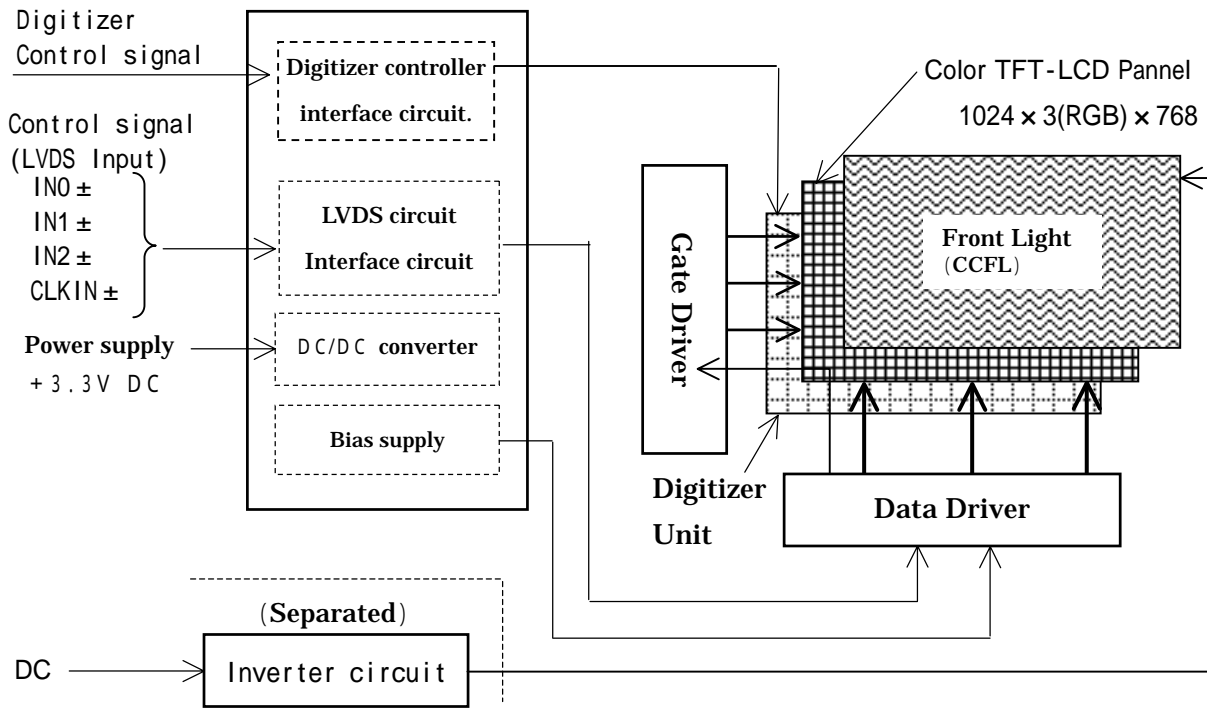 Digitizer
Control signal
Digitizer controller
interface circuit.
Color TFT-LCD Pannel
1024 × 3(RGB) × 768
Control signal
(LVDS Input)
IN0 ±
IN1 ±
IN2 ±
CLKIN ±
LVDS circuit
Interface circuit
Gate Driver
Front Light
(CCFL)
Power supply
+3.3V DC
DC/DC converter
Bias supply
Digitizer
Unit
Data Driver
(Separated)
DC
Inverter circuit